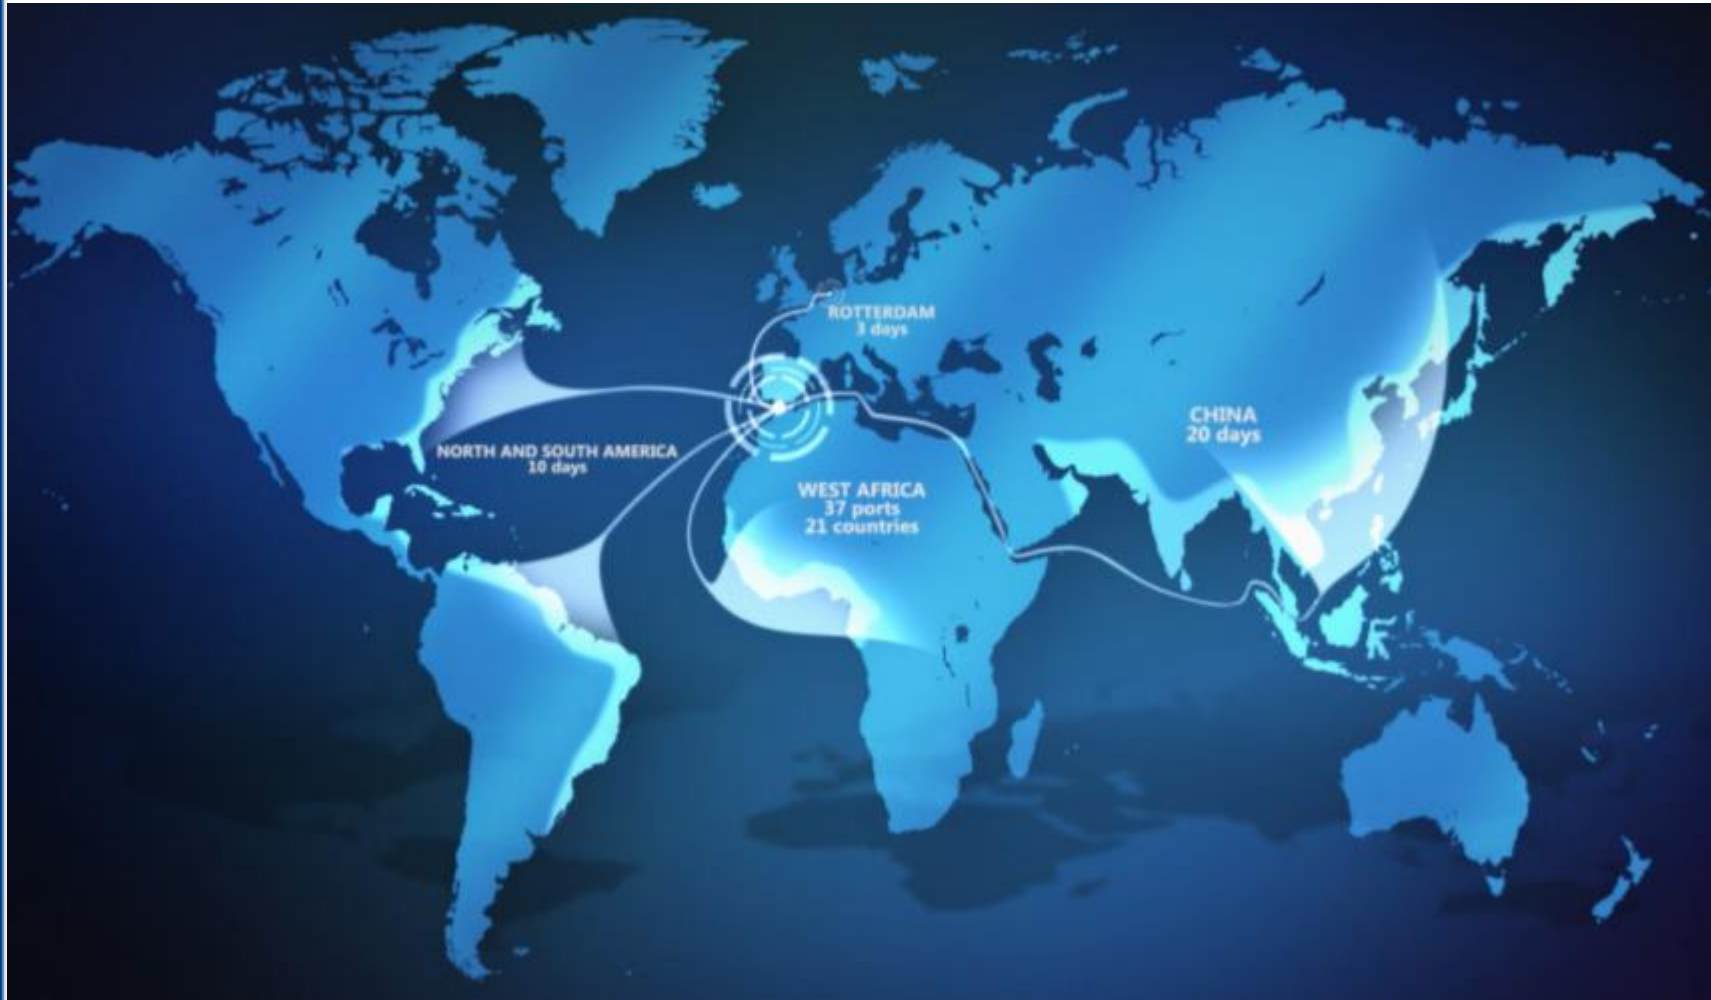 ROTTERDAM
3 days
CHINA
20 days
NORTH AND SOUTH AMERICA
10 days
WEST AFRICA
37 ports
21 countries